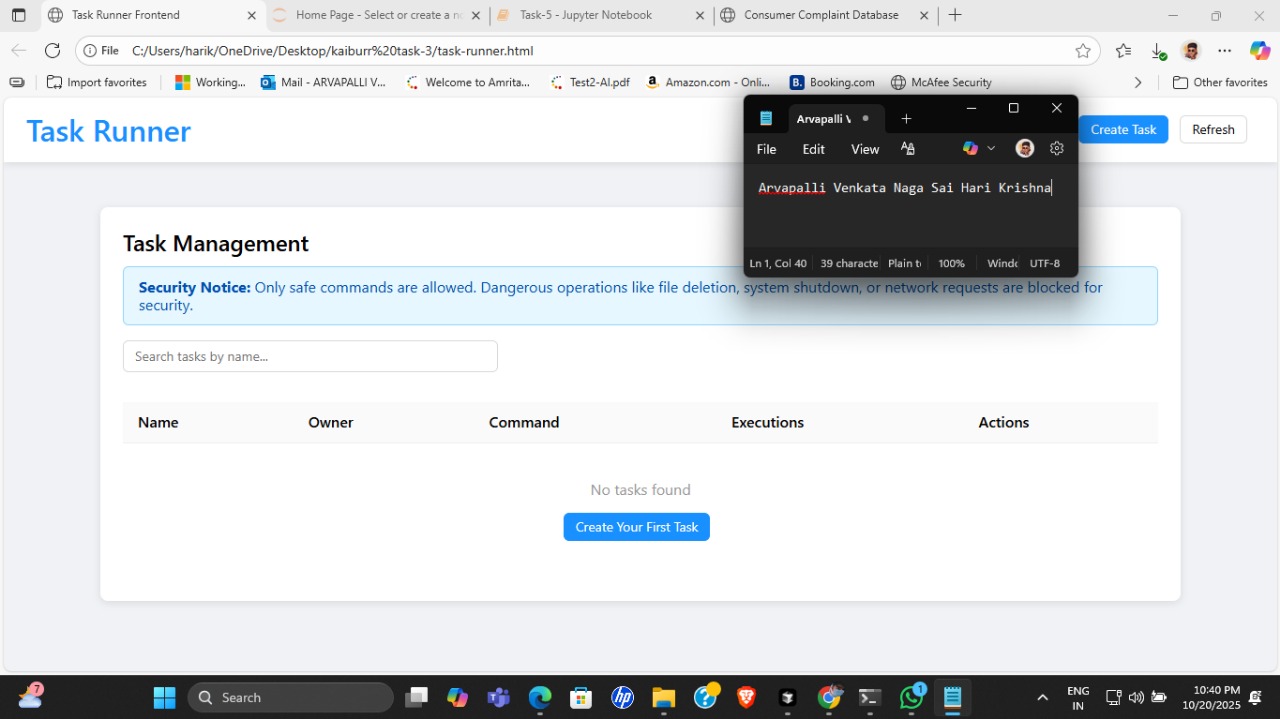 Task Runner Frontend
Home Page - Select or create a n
Task-5 - Jupyter Notebook
Consumer Complaint Database
File C:/Users/harik/OneDrive/Desktop/kaiburr%20task-3/task-runner.html
Import favorites
Working...
Mail - ARVAPALLI V...
Welcome to Amrita...
Test2-AI.pdf
Amazon.com - Onli...
Booking.com
McAfee Security
Other favorites
Task Runner
Create Task
Refresh
Arvapalli V
File Edit View
Arvapalli Venkata Naga Sai Hari Krishna
Ln 1, Col 40 39 characte Plain t 100% Windo UTF-8
Task Management
Security Notice: Only safe commands are allowed. Dangerous operations like file deletion, system shutdown, or network requests are blocked for
security.
Search tasks by name...
Name Owner Command Executions Actions
No tasks found
Create Your First Task
7
Search
1
ENG
IN
10:40 PM
10/20/2025